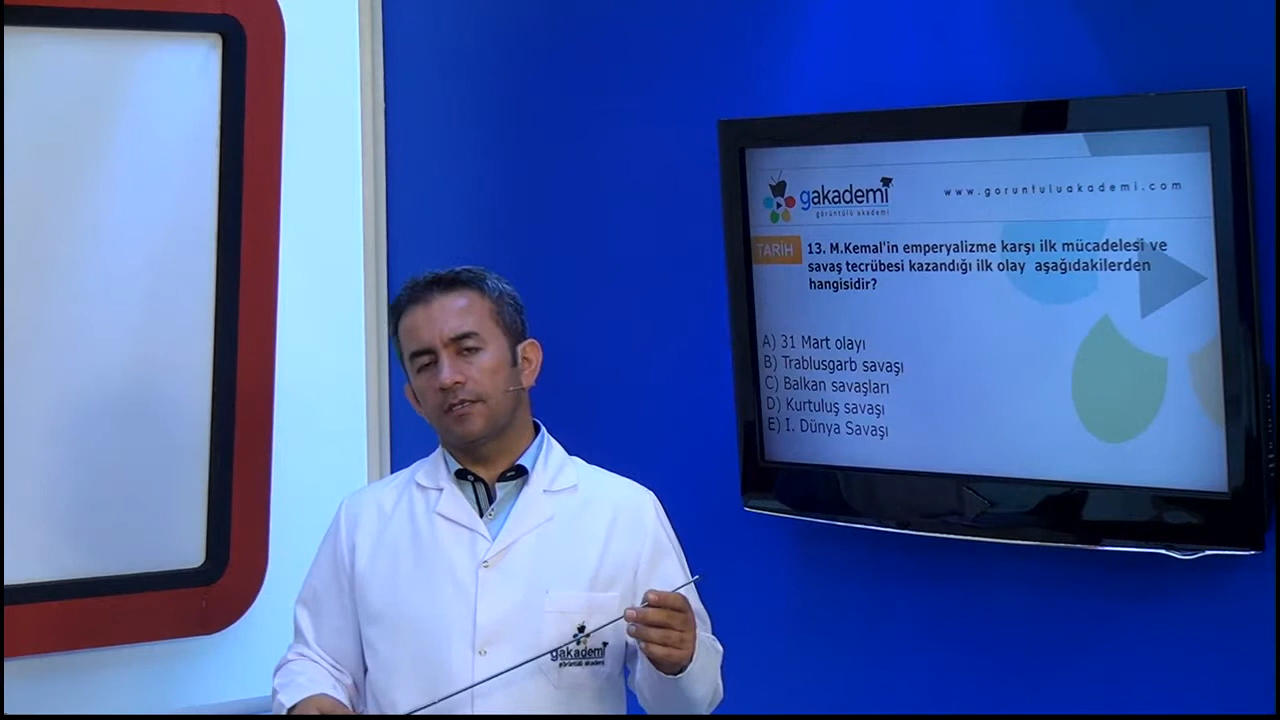 gakademi
görüntülü akademi
www.goruntuluakademi.com
TARİH
13. M.Kemal'in emperyalizme karşı ilk mücadelesi ve
savaş tecrübesi kazandığı ilk olay aşağıdakilerden
hangisidir?
A) 31 Mart olayı
B) Trablusgarb savaşı
C) Balkan savaşları
D) Kurtuluş savaşı
E) I. Dünya Savaşı
gakademi
görüntülü akademi